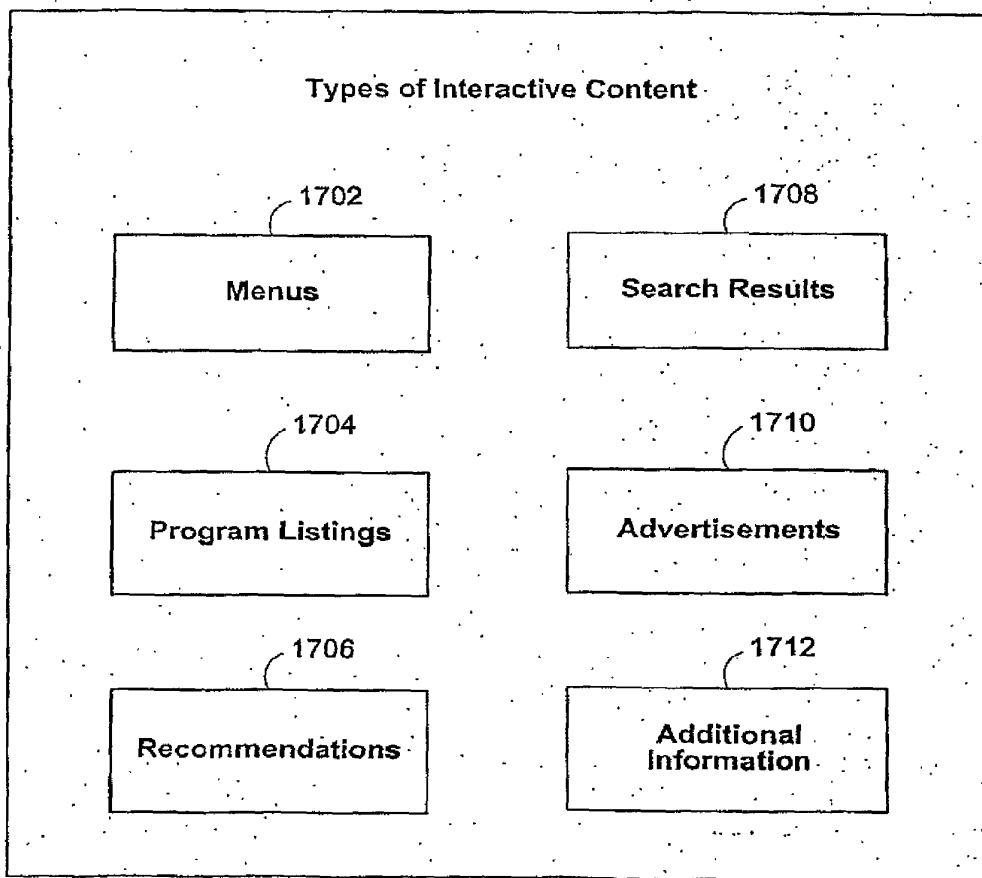 Types of Interactive Content
1702
Menus
1708
Search Results
1704
Program Listings
1710
Advertisements
1706
Recommendations
1712
Additional
Information